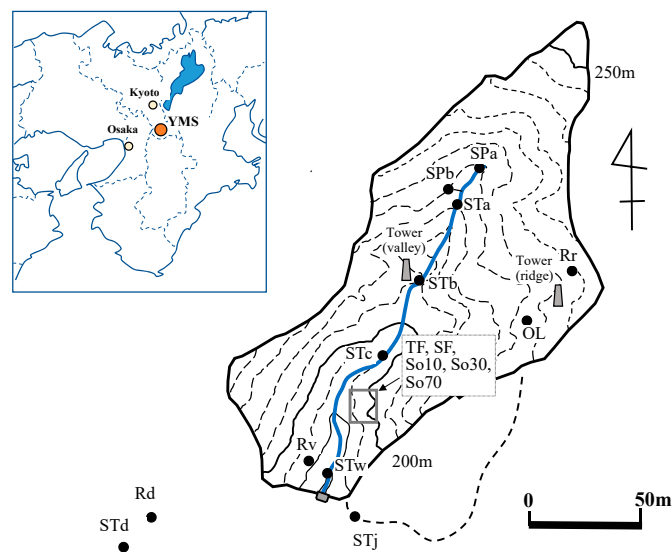 Kyoto
YMS
Osaka
250m
SPa
SPb
STa
Tower
(valley)
Tower
(ridge)
Rr
STb
OL
STc
TF, SF,
So10, So30,
So70
Rv
STw
200m
Rd
STd
STj
0
50m